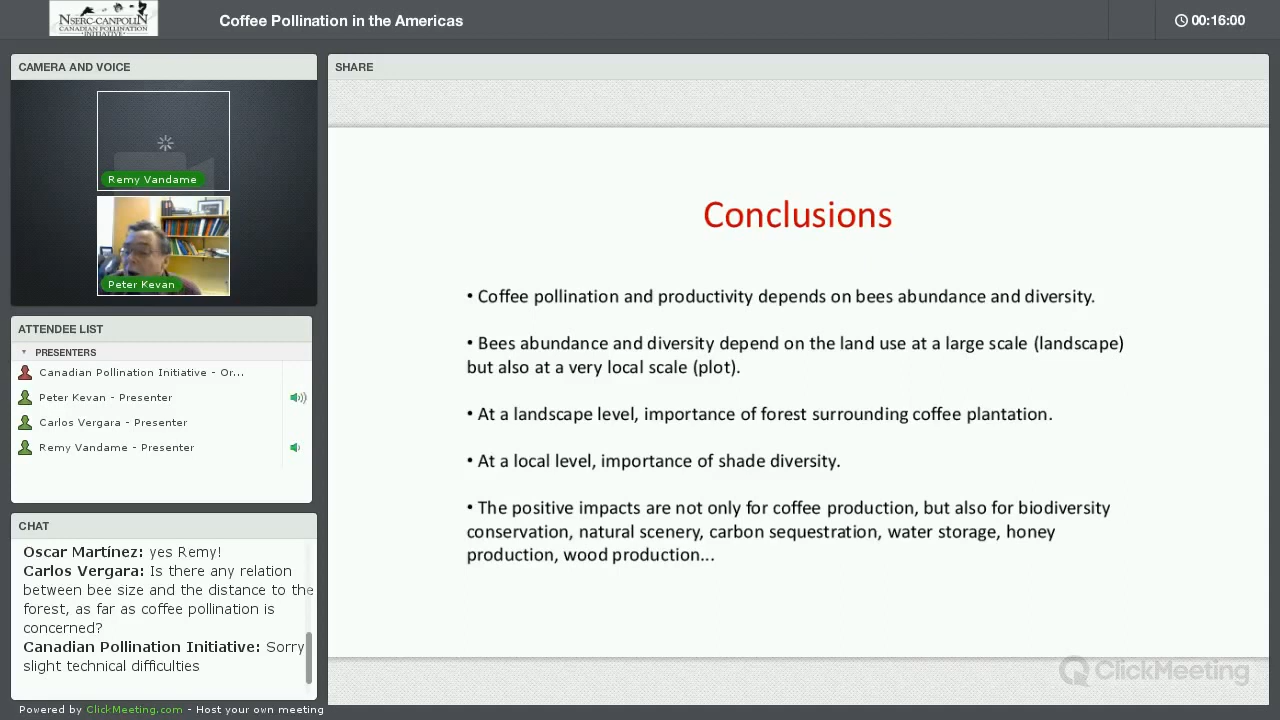 NSERC-CANPOLIN
CANADIAN POLLINATION
INITIATIVE
Coffee Pollination in the Americas
00:16:00
CAMERA AND VOICE
Remy Vandame
Peter Kevan
ATTENDEE LIST
PRESENTERS
Canadian Pollination Initiative - Or...
Peter Kevan - Presenter
Carlos Vergara - Presenter
Remy Vandame - Presenter
CHAT
Oscar Martínez: yes Remy!
Carlos Vergara: Is there any relation
between bee size and the distance to the
forest, as far as coffee pollination is
concerned?
Canadian Pollination Initiative: Sorry
slight technical difficulties
Powered by ClickMeeting.com - Host your own meeting
SHARE
Conclusions
• Coffee pollination and productivity depends on bees abundance and diversity.
• Bees abundance and diversity depend on the land use at a large scale (landscape)
but also at a very local scale (plot).
• At a landscape level, importance of forest surrounding coffee plantation.
• At a local level, importance of shade diversity.
• The positive impacts are not only for coffee production, but also for biodiversity
conservation, natural scenery, carbon sequestration, water storage, honey
production, wood production...
ClickMeeting